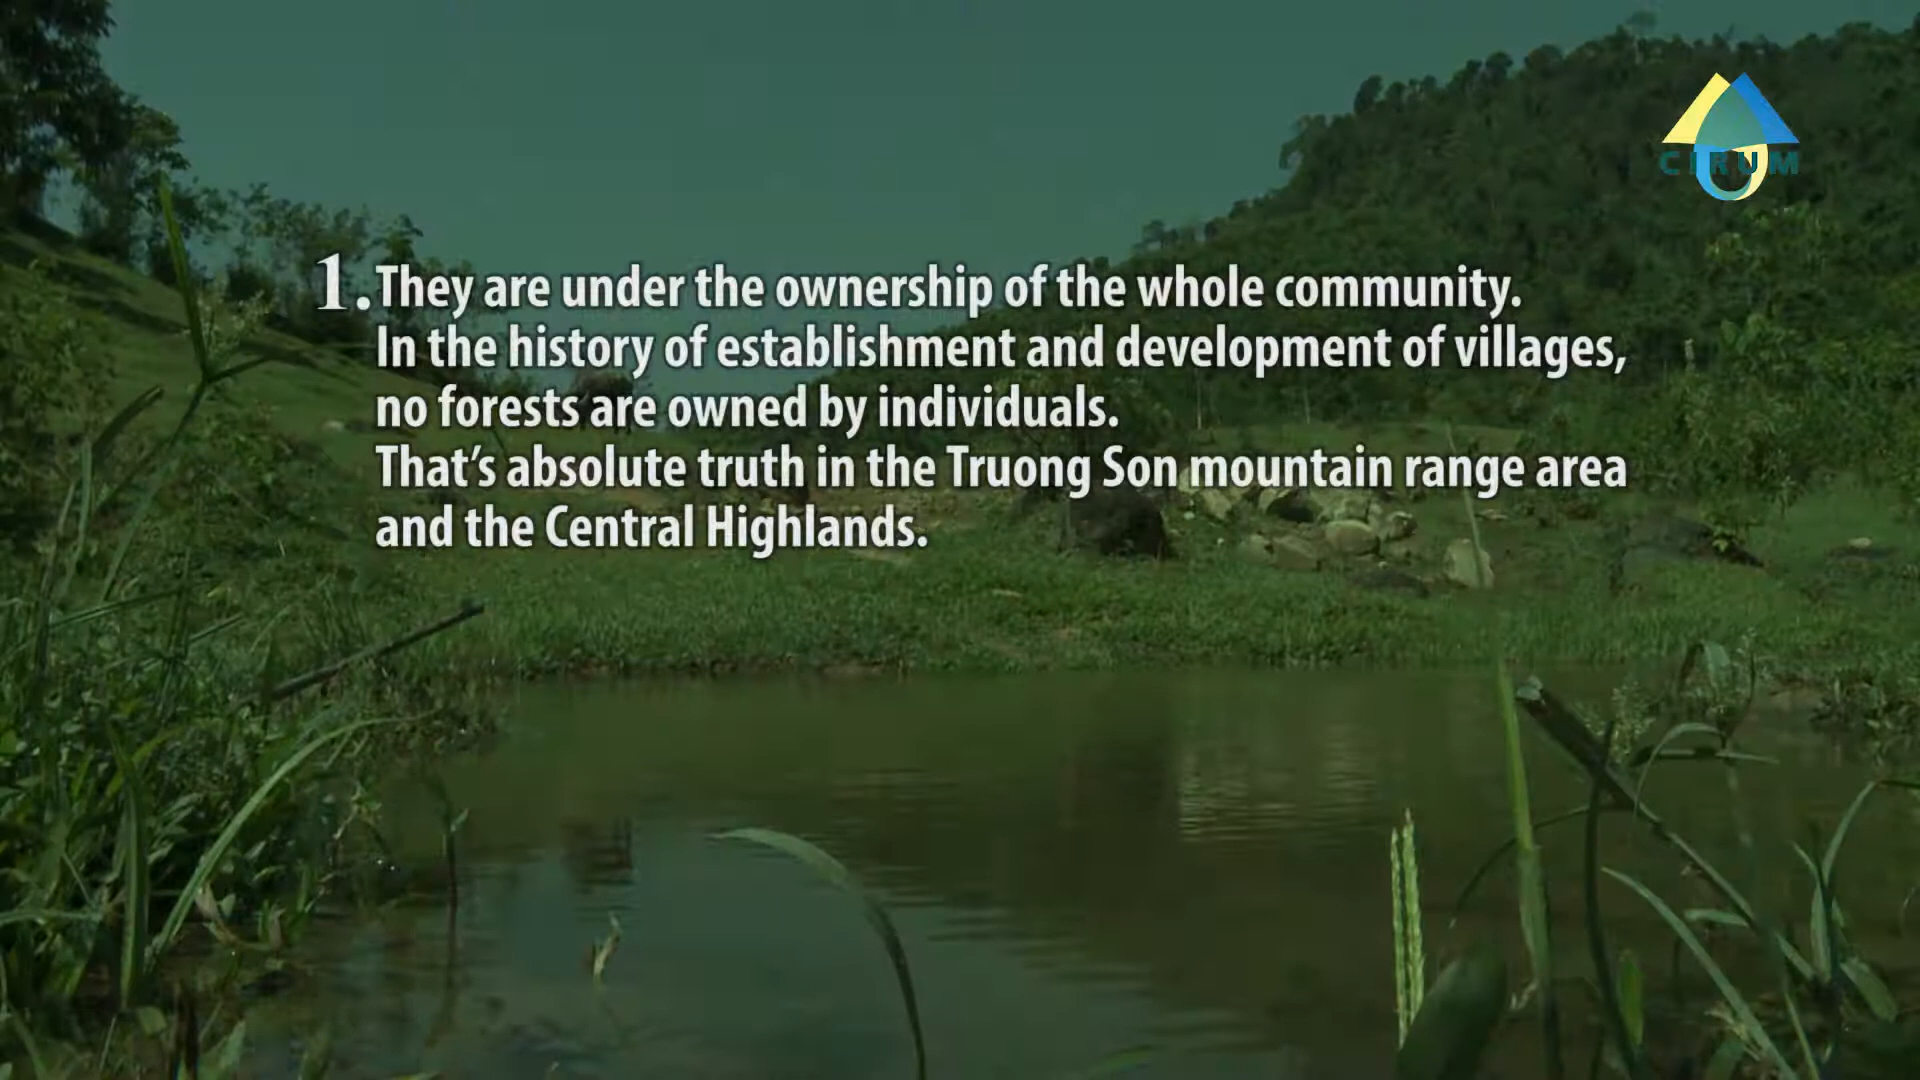 CIRUM
1. They are under the ownership of the whole community.
In the history of establishment and development of villages,
no forests are owned by individuals.
That's absolute truth in the Truong Son mountain range area
and the Central Highlands.